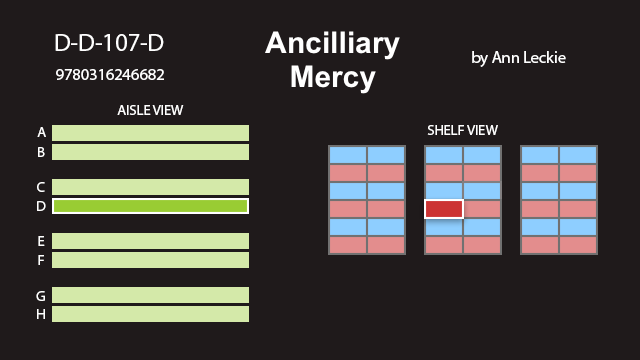 D-D-107-D
9780316246682
Ancilliary
Mercy
by Ann Leckie
AISLE VIEW
A
B
C
D
E
F
G
H
SHELF VIEW